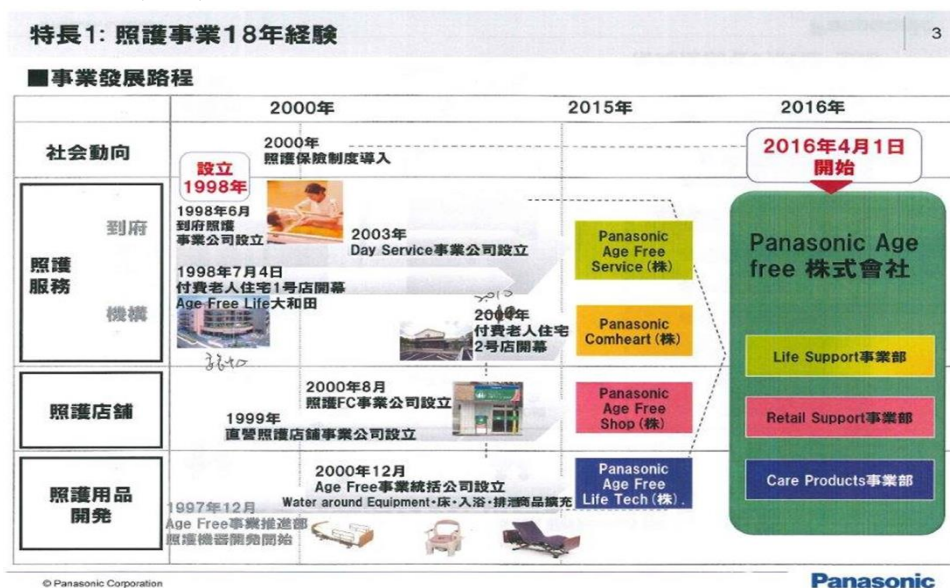 特長1: 照護事業18年経験
3
■事業發展路程
2000年
2015年
2016年
社会動向
2000年
照護保險制度導入
2016年4月1日
開始
設立
1998年
照護
服務
到府
機構
1998年6月
到府照護
事業公司設立
2003年
Day Service事業公司設立
1998年7月4日
付費老人住宅1号店開幕
Age Free Life大和田
付費老人住宅
2号店開幕
Panasonic
Age Free
Service(株)
Panasonic
Comheart(株)
Panasonic Age
free 株式會社
Life Support事業部
Retail Support事業部
Care Products事業部
照護店舗
2000年8月
照護FC事業公司設立
1999年
直營照護店舗事業公司設立
Panasonic
Age Free
Shop(株)
照護用品
開発
2000年12月
Age Free事業統括公司設立
Water around Equipment・床・入浴・排泄商品擴充
1997年12月
Age Free事業推進部
照護機器開発開始
Panasonic
Age Free
Life Tech(株).
© Panasonic Corporation
Panasonic